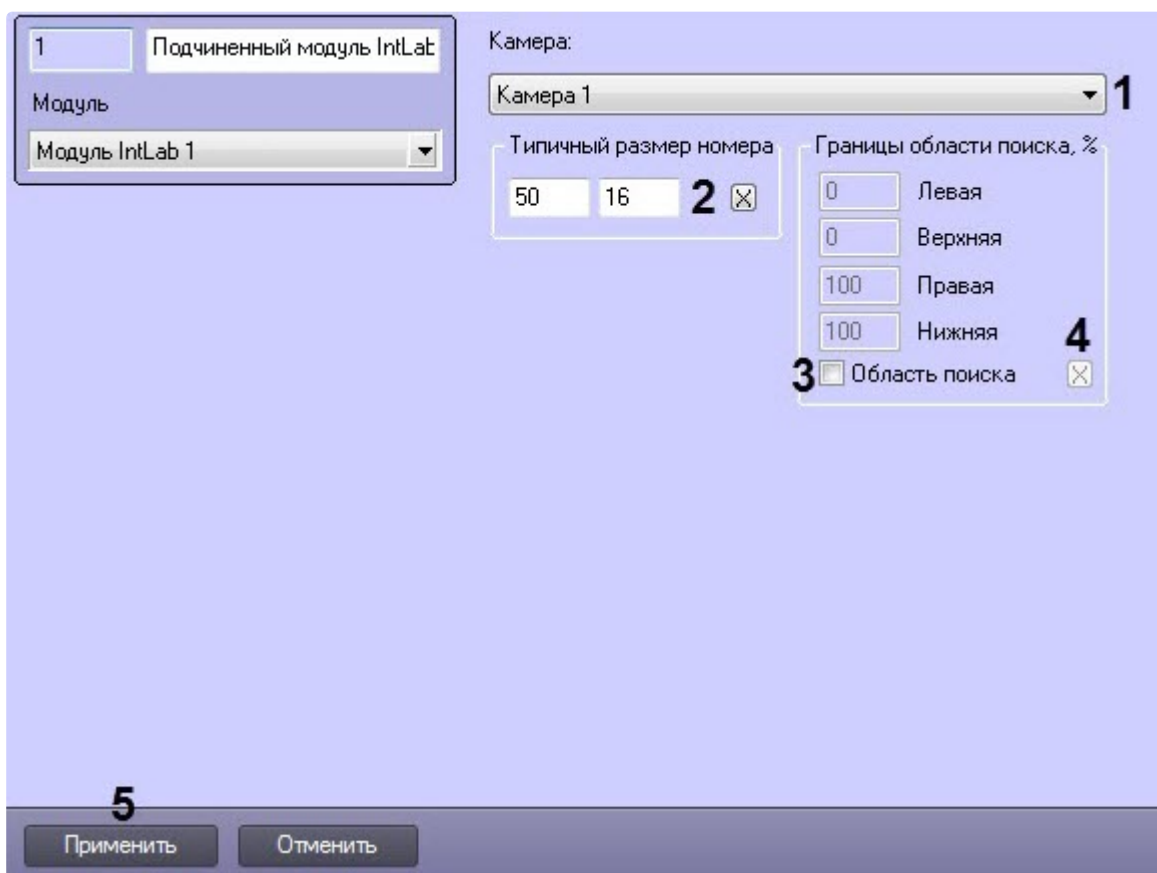 1
Подчиненный модуль IntLab
Модуль
Модуль IntLab 1
Камера:
Камера 1
1
Типичный размер номера
50 16 2
Границы области поиска, %
0 Левая
0 Верхняя
100 Правая
100 Нижняя
4
3 Область поиска
5
Применить Отменить